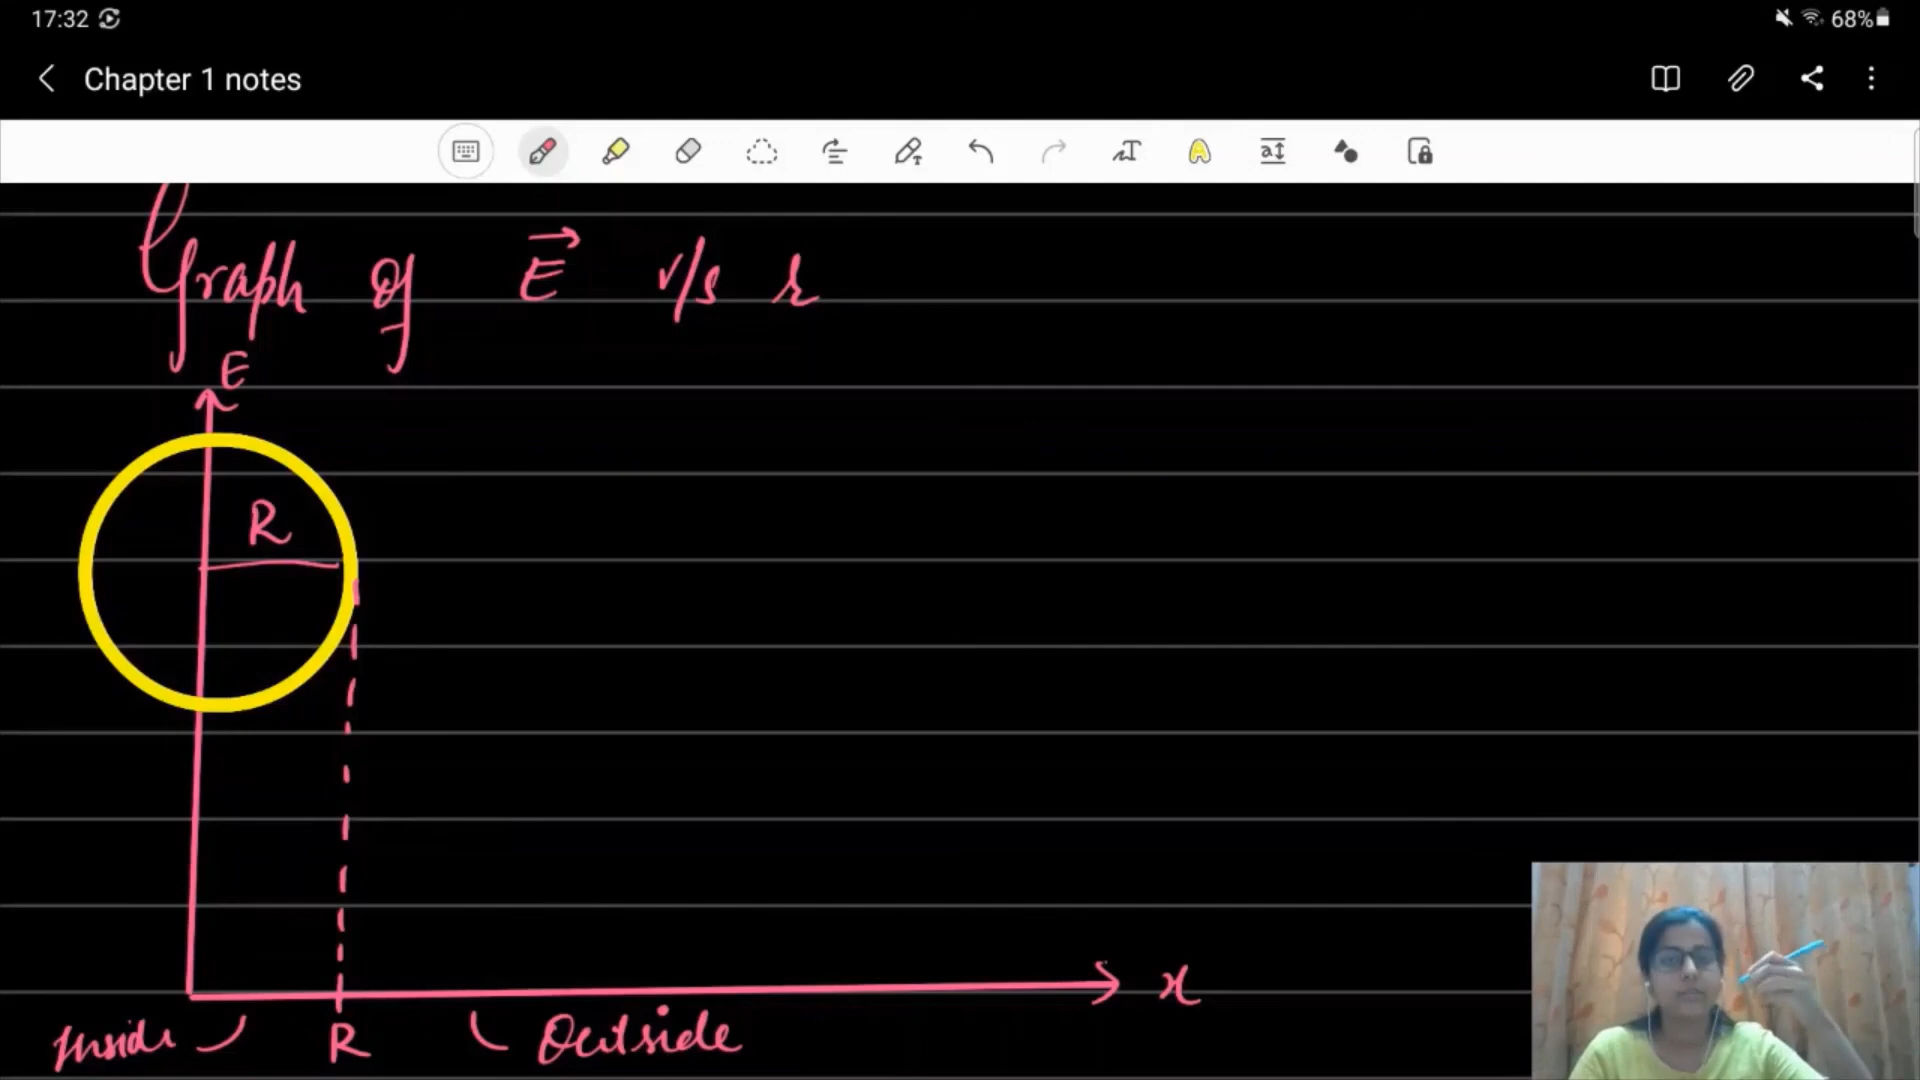 17:32 68%
Chapter 1 notes
Graph of E v/s r
E
R
x
Inside R Outside